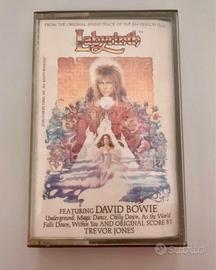 FROM THE ORIGINAL SOUNDTRACK OF THE JIM HENSON FILM
Labyrinth
FEATURING DAVID BOWIE
Underground, Magic Dance, Chilly Down, As the World
Falls Down, Within You AND ORIGINAL SCORE BY
TREVOR JONES
subito